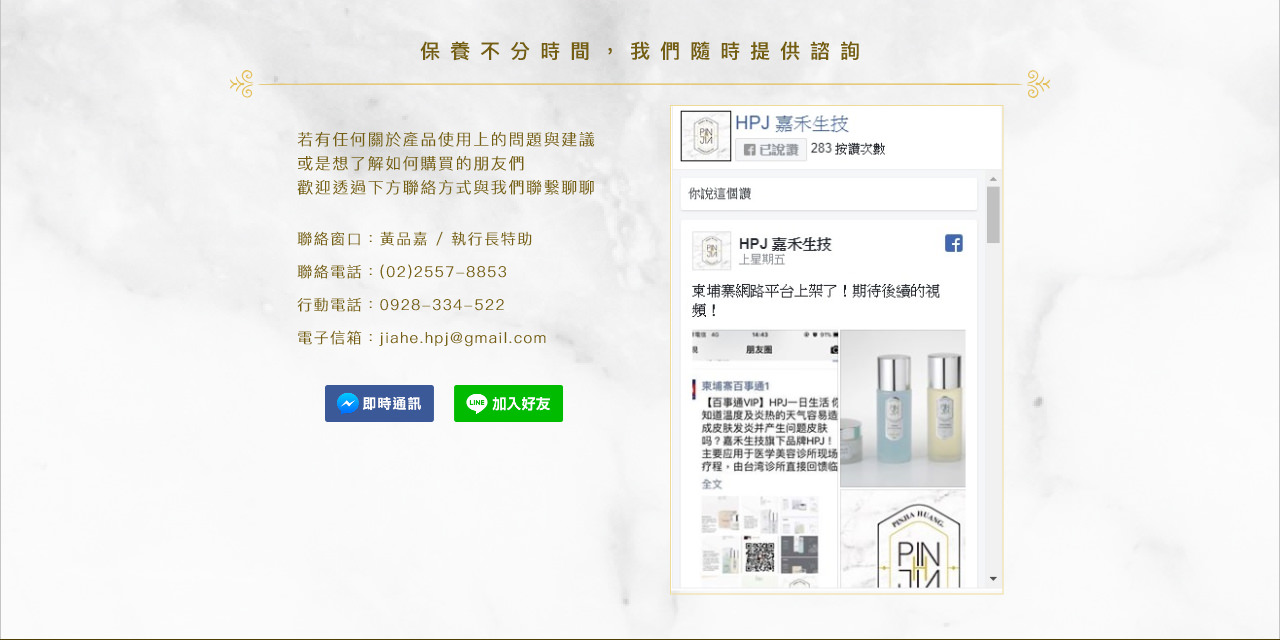 保養不分時間，我們隨時提供諮詢
若有任何關於產品使用上的問題與建議
或是想了解如何購買的朋友們
歡迎透過下方聯絡方式與我們聯繫聊聊
聯絡窗口：黃品嘉 / 執行長特助
聯絡電話：(02)2557-8853
行動電話：0928-334-522
電子信箱：jiahe.hpj@gmail.com
即時通訊
LINE 加入好友
PIN
JIA
HPJ 嘉禾生技
已說讚
283 按讚次數
你說這個讚
HPJ 嘉禾生技
上星期五
柬埔寨網路平台上架了！期待後續的視
頻！
4G 14:43 91%
朋友圈
柬埔寨百事通1
【百事通VIP】HPJ一日生活 你
知道温度及炎热的天气容易造
成皮肤发炎并产生问题皮肤
吗？嘉禾生技旗下品牌HPJ！
主要应用于医学美容诊所现场
疗程，由台湾诊所直接回馈临
全文
PINJIA HUANG.
PIN
H
JIA